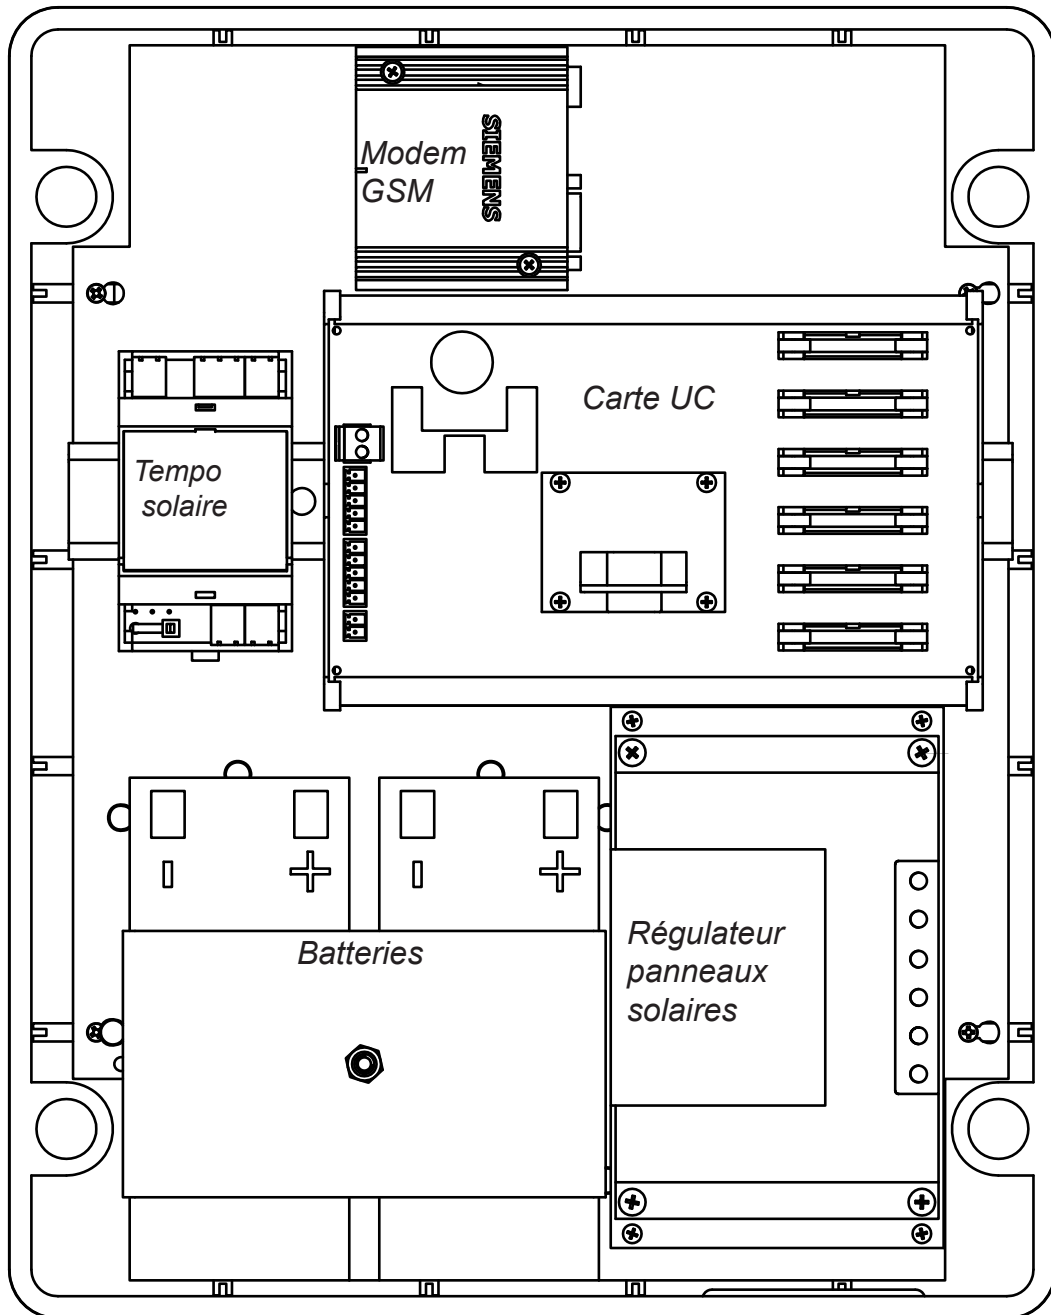 Modem
GSM
SIEMENS
Carte UC
Tempo
solaire
Batteries
Régulateur
panneaux
solaires